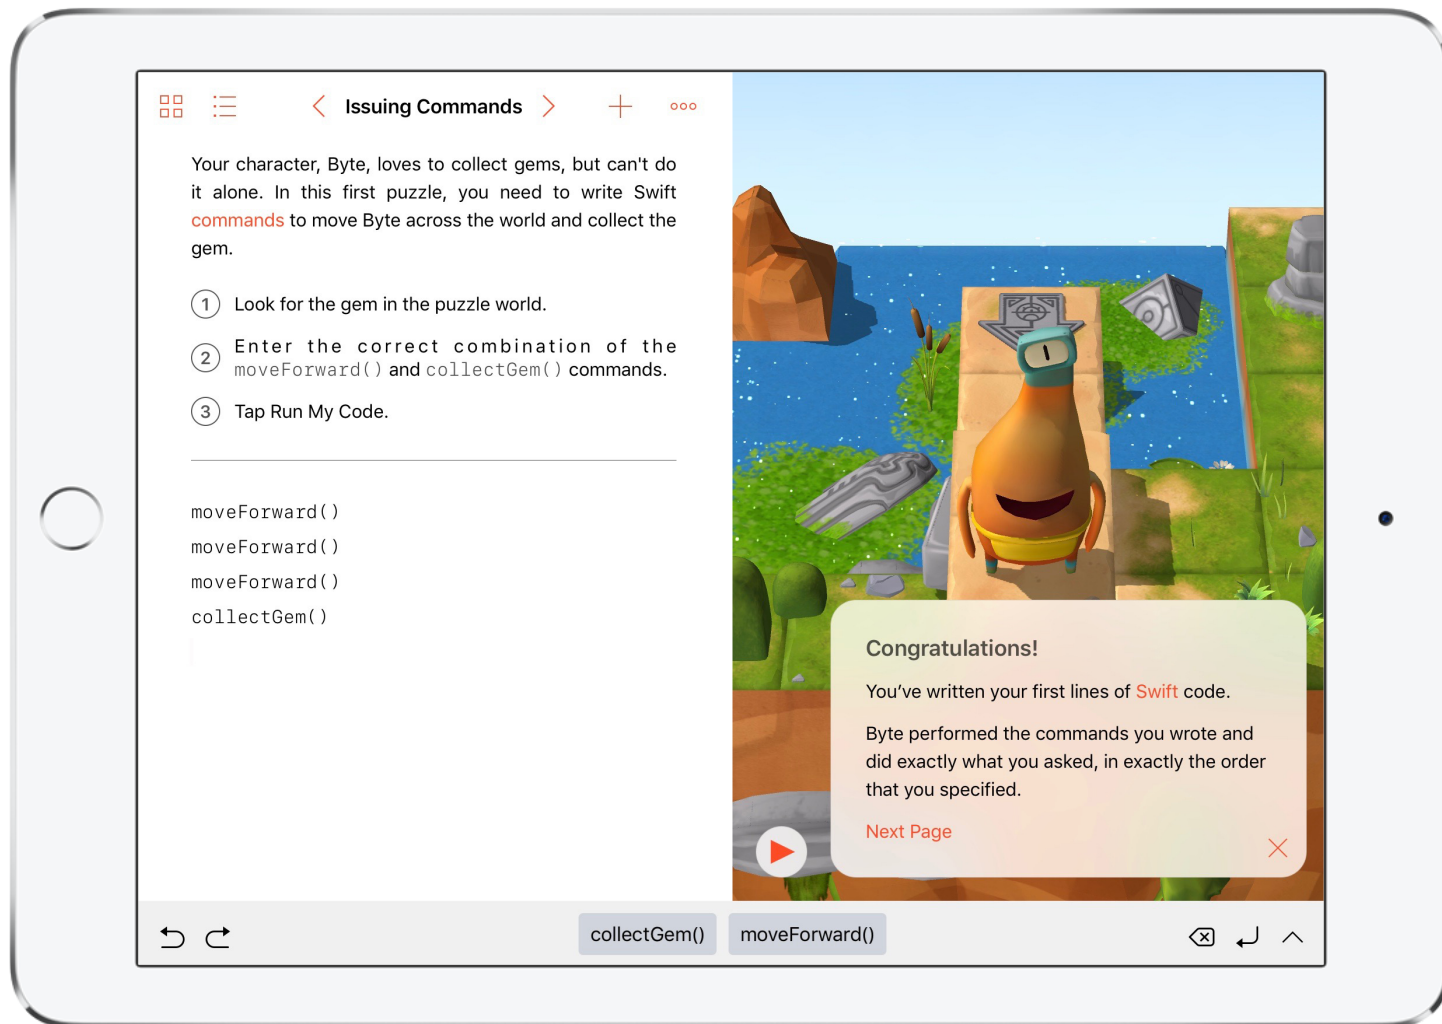 Issuing Commands
Your character, Byte, loves to collect gems, but can't do
it alone. In this first puzzle, you need to write Swift
commands to move Byte across the world and collect the
gem.
1 Look for the gem in the puzzle world.
2 Enter the correct combination of the
moveForward() and collectGem() commands.
3 Tap Run My Code.
moveForward()
moveForward()
moveForward()
collectGem()
Congratulations!
You’ve written your first lines of Swift code.
Byte performed the commands you wrote and
did exactly what you asked, in exactly the order
that you specified.
Next Page
collectGem() moveForward()